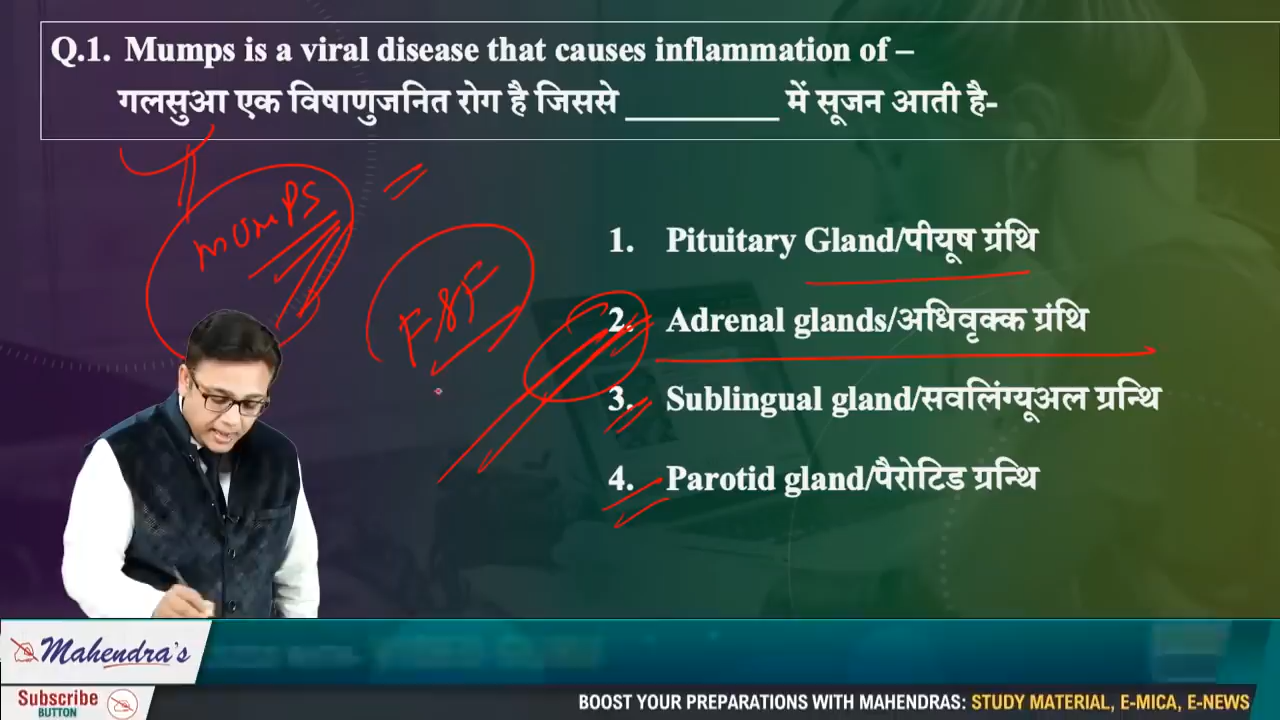 Q.1. Mumps is a viral disease that causes inflammation of –
गलसुआ एक विषाणुजनित रोग है जिससे __________ में सूजन आती है-
MUMPS
F&F
1. Pituitary Gland/पीयूष ग्रंथि
2. Adrenal glands/अधिवृक्क ग्रंथि
3. Sublingual gland/सवलिंग्यूअल ग्रन्थि
4. Parotid gland/पैरोटिड ग्रन्थि
Mahendra's
Subscribe
BUTTON
BOOST YOUR PREPARATIONS WITH MAHENDRAS: STUDY MATERIAL, E-MICA, E-NEWS